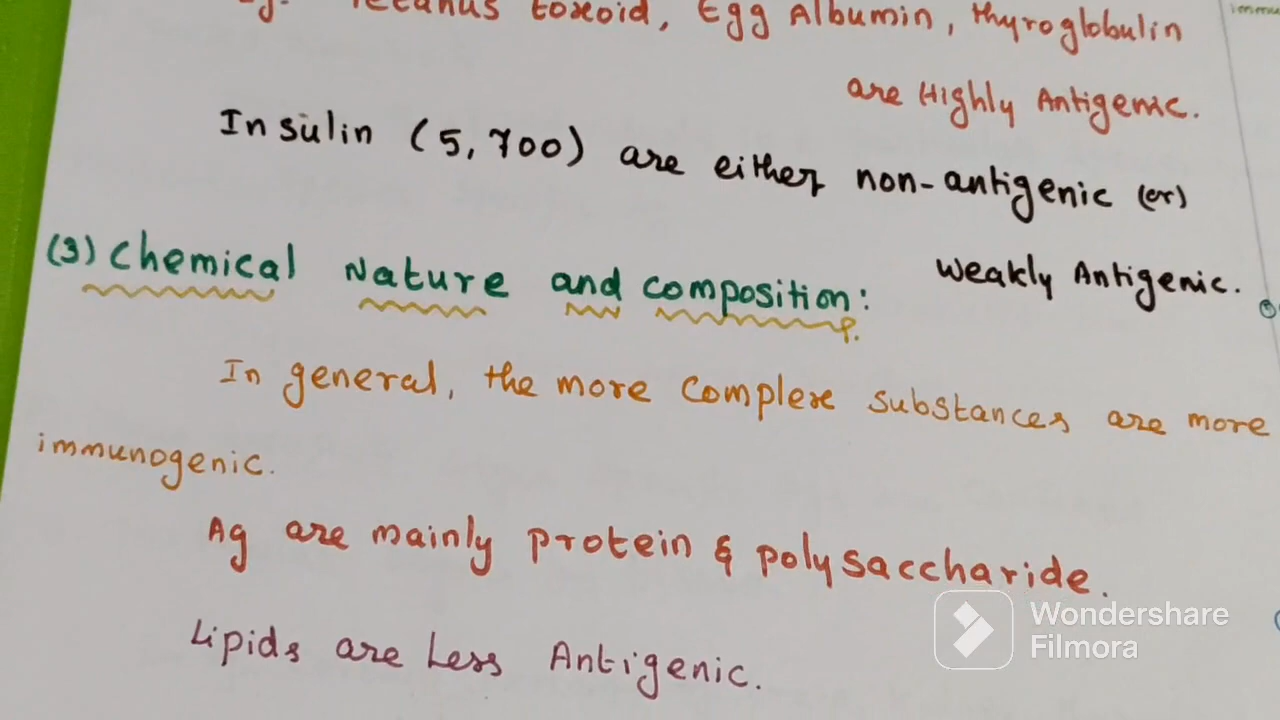 Eg. Tetanus toxoid, Egg Albumin, thyroglobulin
are Highly Antigenic.
Insulin (5,700) are either non-antigenic (or)
weakly Antigenic.
(3) Chemical Nature and composition:
In general, the more complex substances are more
immunogenic.
Ag are mainly protein & polysaccharide.
Lipids are Less Antigenic.
Wondershare
Filmora